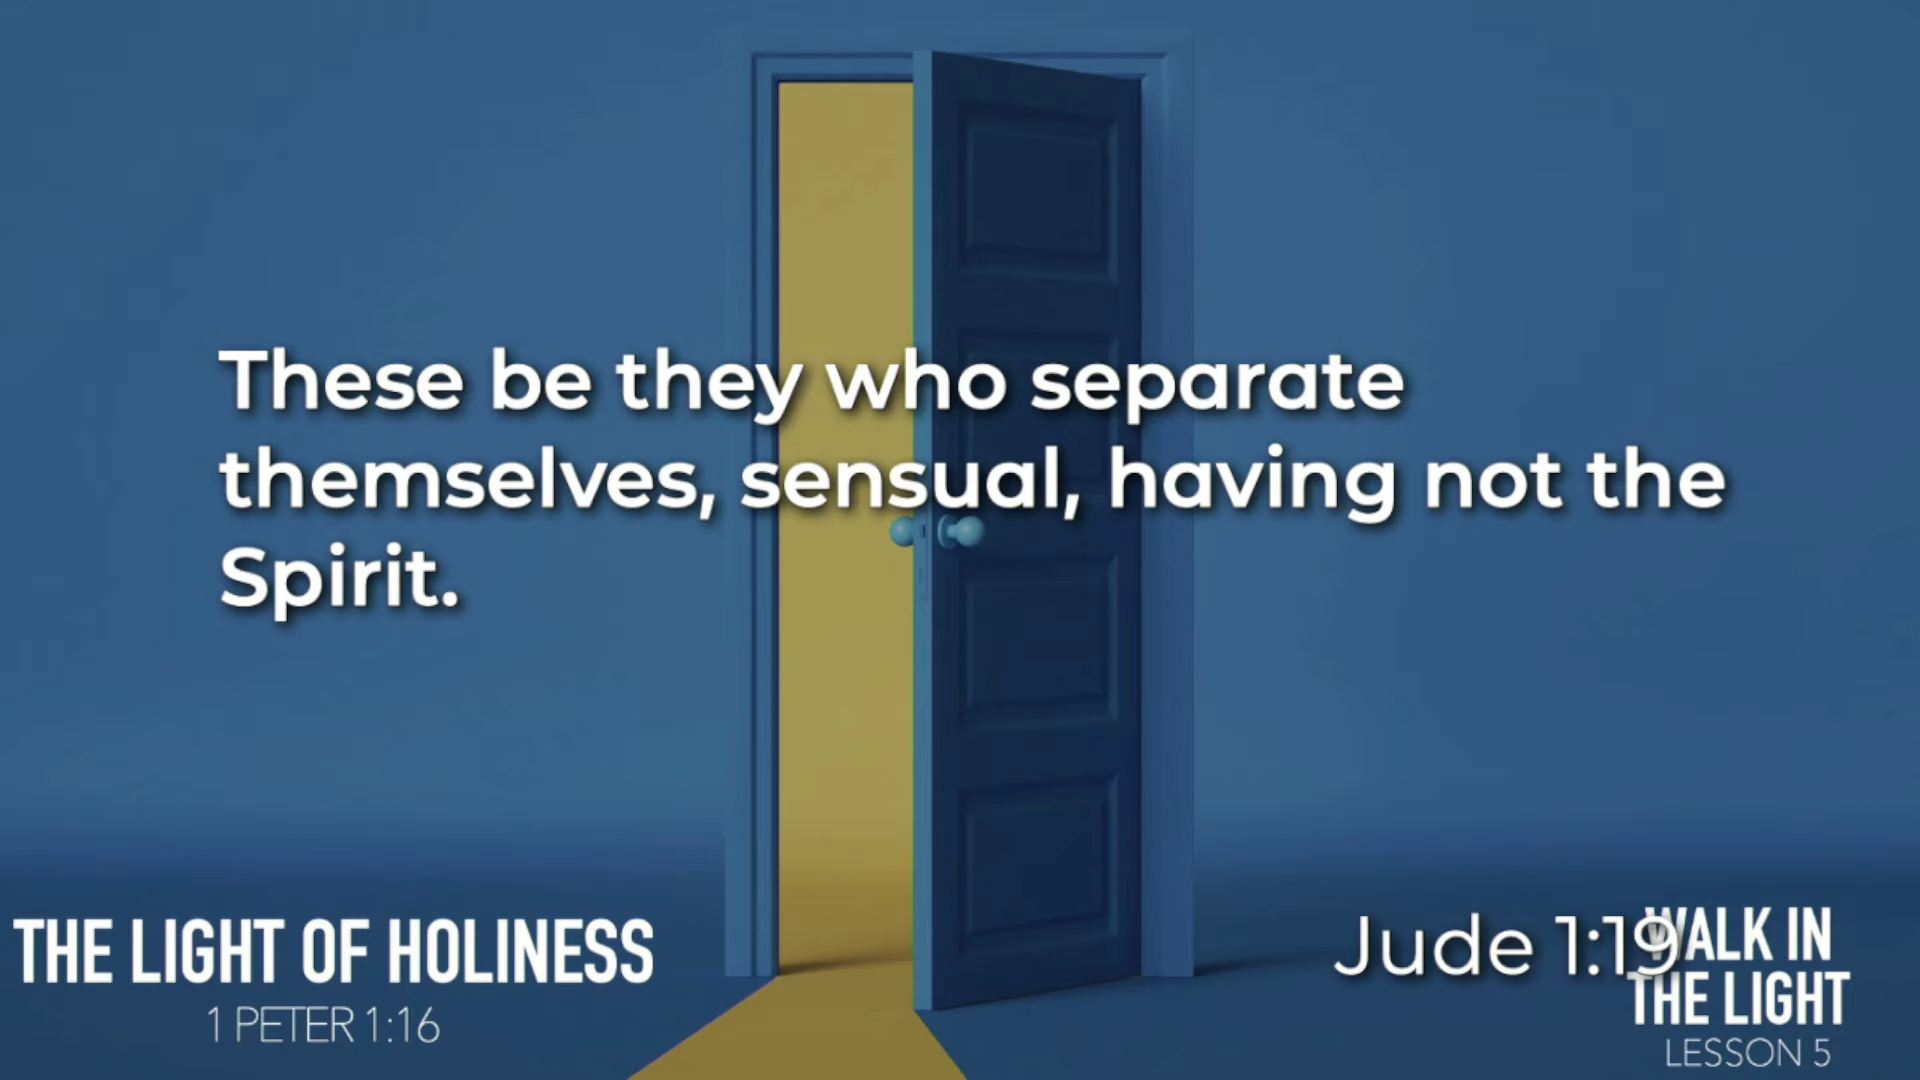 These be they who separate
themselves, sensual, having not the
Spirit.
THE LIGHT OF HOLINESS
1 PETER 1:16
Jude 1:19
WALK IN
THE LIGHT
LESSON 5